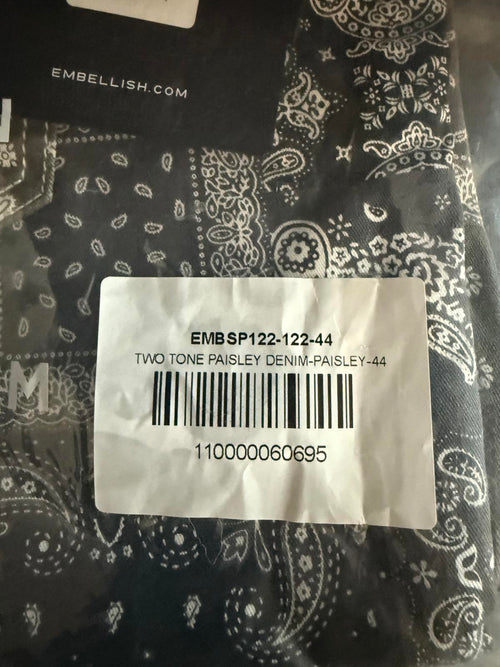 EMBELLISH.COM
EMBSP122-122-44
TWO TONE PAISLEY DENIM-PAISLEY-44
110000060695
M